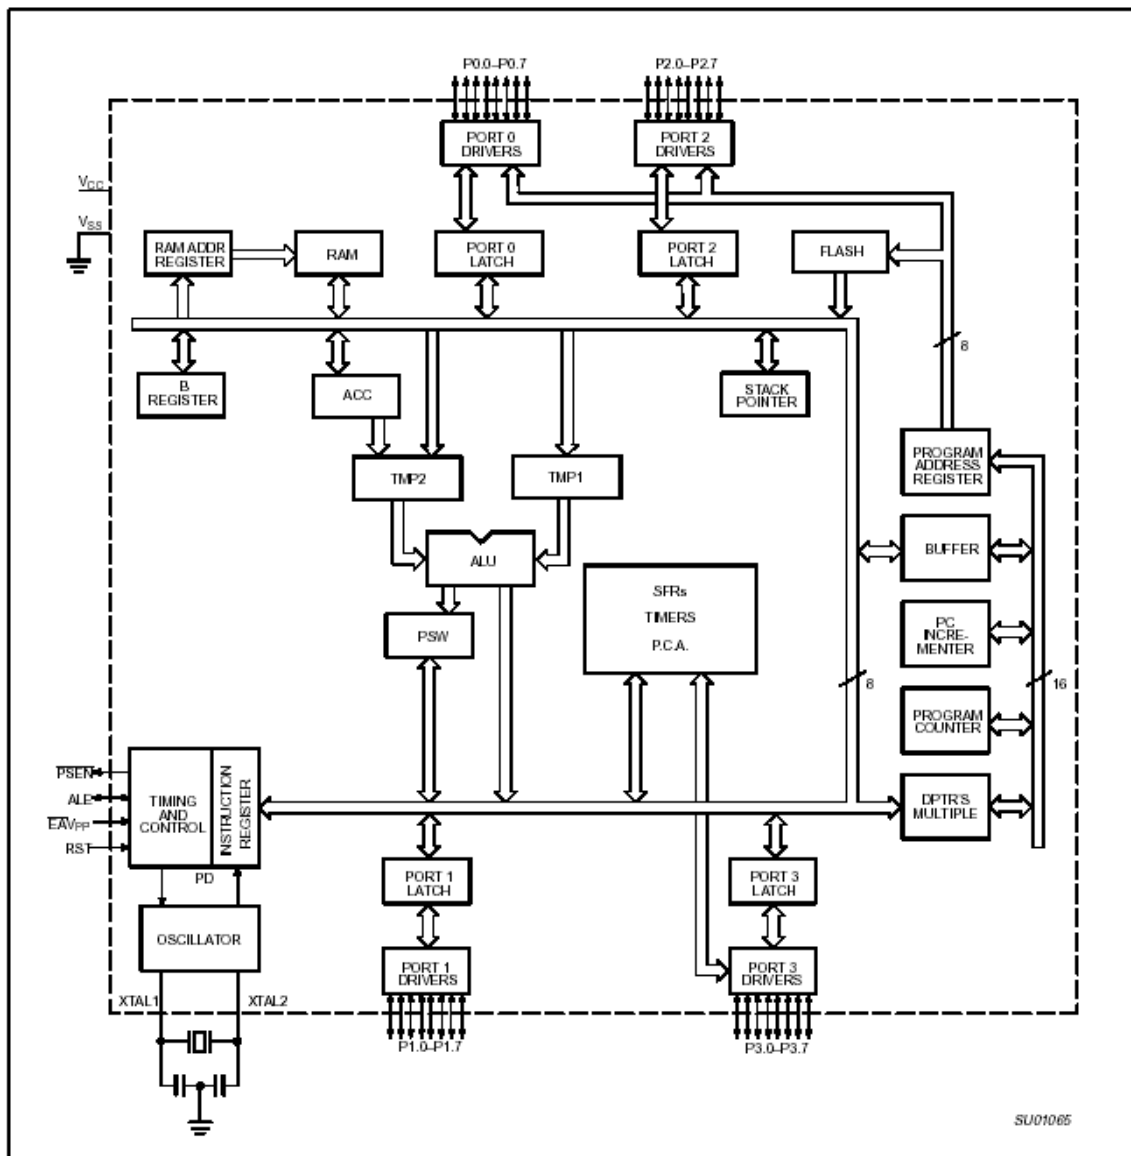 P0.0–P0.7
P2.0–P2.7
PORT 0
DRIVERS
PORT 2
DRIVERS
VCC
VSS
RAM ADDR
REGISTER
RAM
PORT 0
LATCH
PORT 2
LATCH
FLASH
8
B
REGISTER
ACC
STACK
POINTER
PROGRAM
ADDRESS
REGISTER
TMP2
TMP1
BUFFER
ALU
SFRs
TIMERS
P.C.A.
PSW
PC
INCRE-
MENTER
8
16
PROGRAM
COUNTER
PSEN
ALE
EAVPP
RST
TIMING
AND
CONTROL
INSTRUCTION
REGISTER
DPTR'S
MULTIPLE
PD
PORT 1
LATCH
PORT 3
LATCH
OSCILLATOR
PORT 1
DRIVERS
PORT 3
DRIVERS
XTAL1
XTAL2
P1.0–P1.7
P3.0–P3.7
SU01065